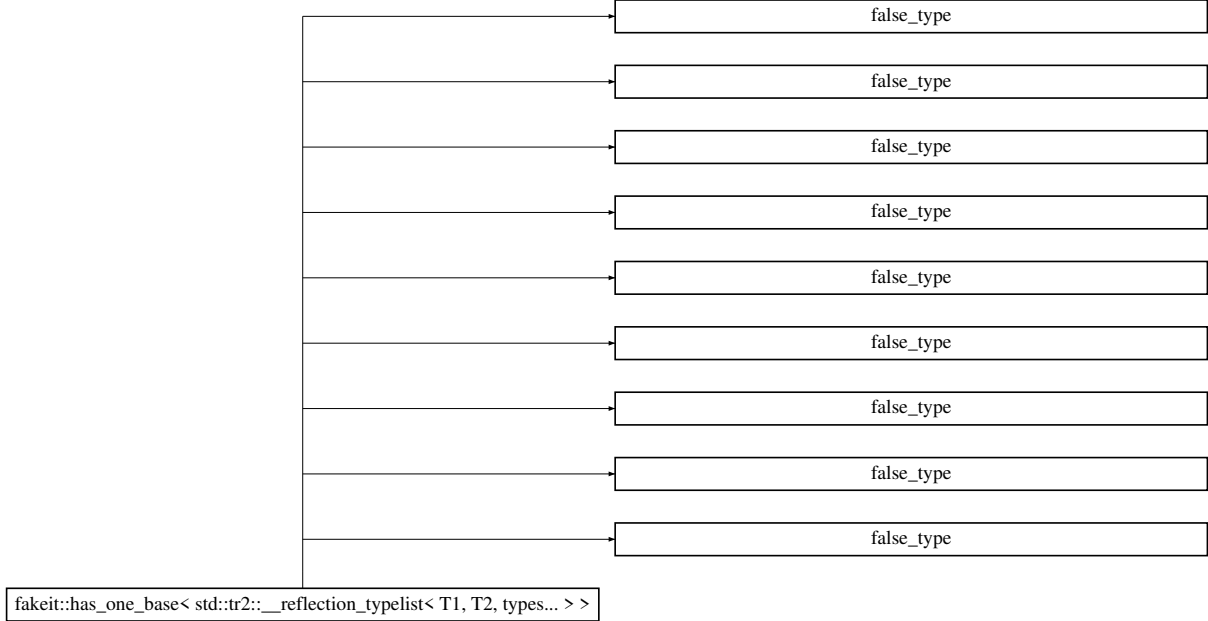 false_type
false_type
false_type
false_type
false_type
false_type
false_type
false_type
false_type
fakeit::has_one_base< std::tr2::__reflection_typelist< T1, T2, types... > >